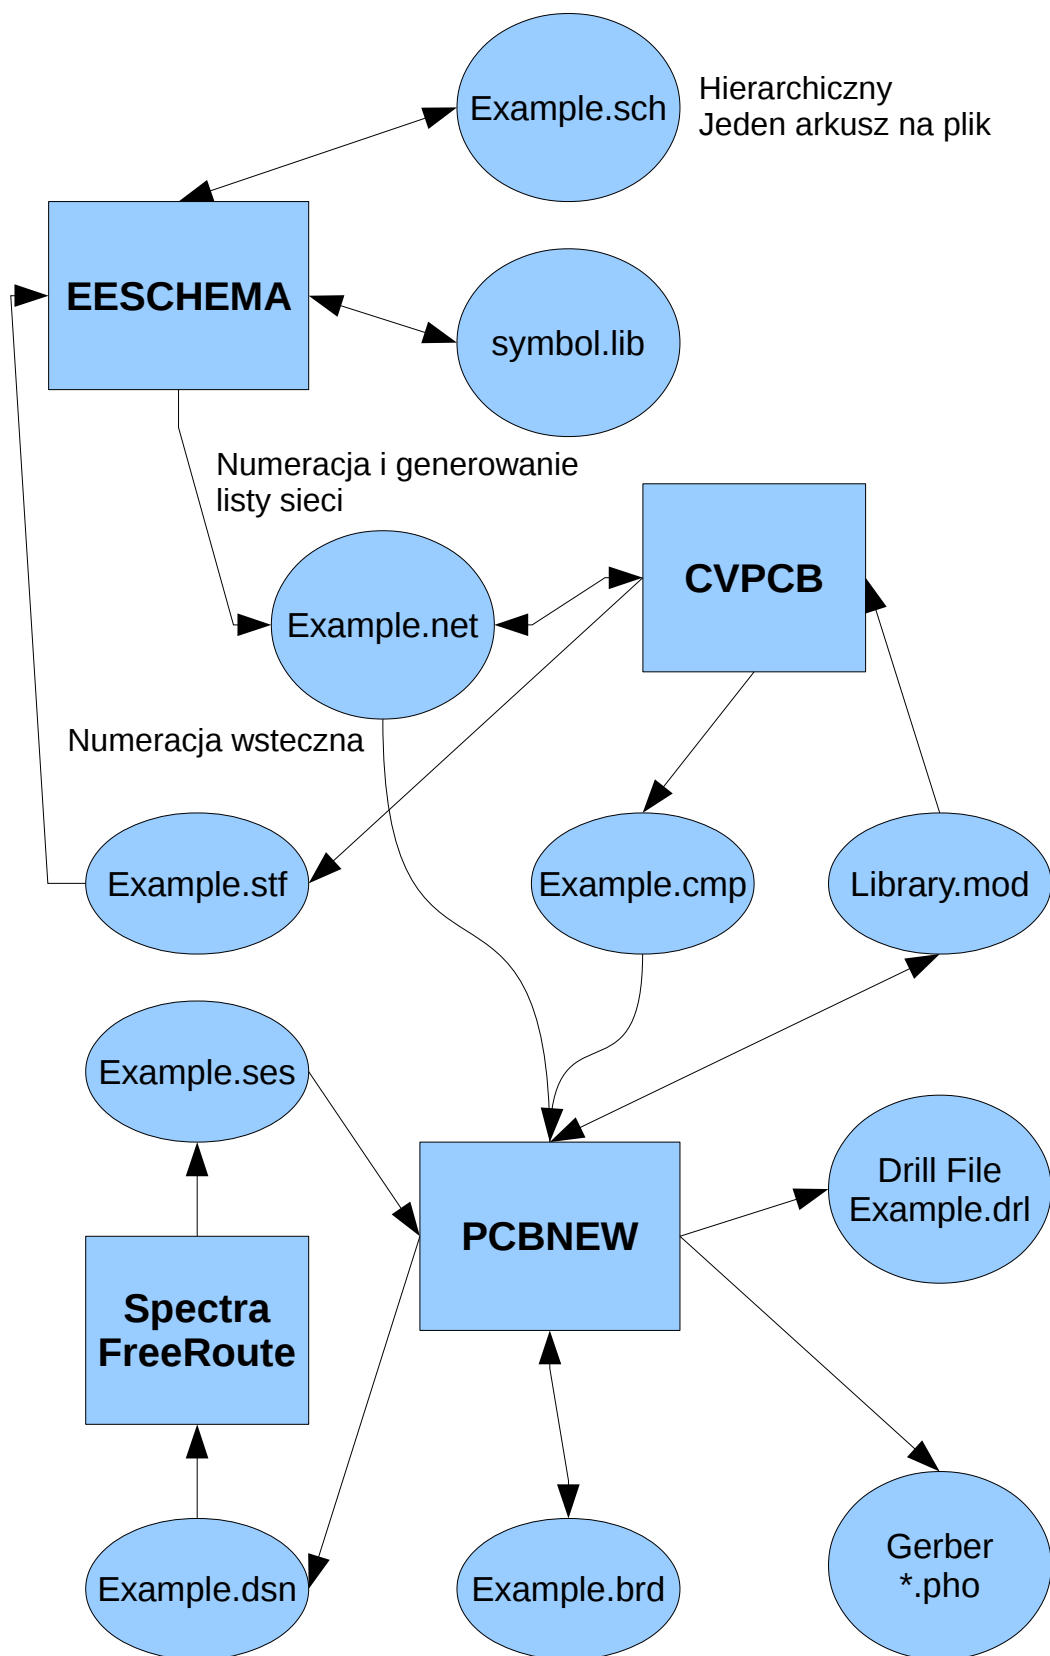 Example.sch
Hierarchiczny
Jeden arkusz na plik
EESCHEMA
symbol.lib
Numeracja i generowanie
listy sieci
CVPCB
Example.net
Numeracja wsteczna
Example.stf
Example.cmp
Library.mod
Example.ses
Drill File
Example.drl
PCBNEW
Spectra
FreeRoute
Example.dsn
Example.brd
Gerber
*.pho